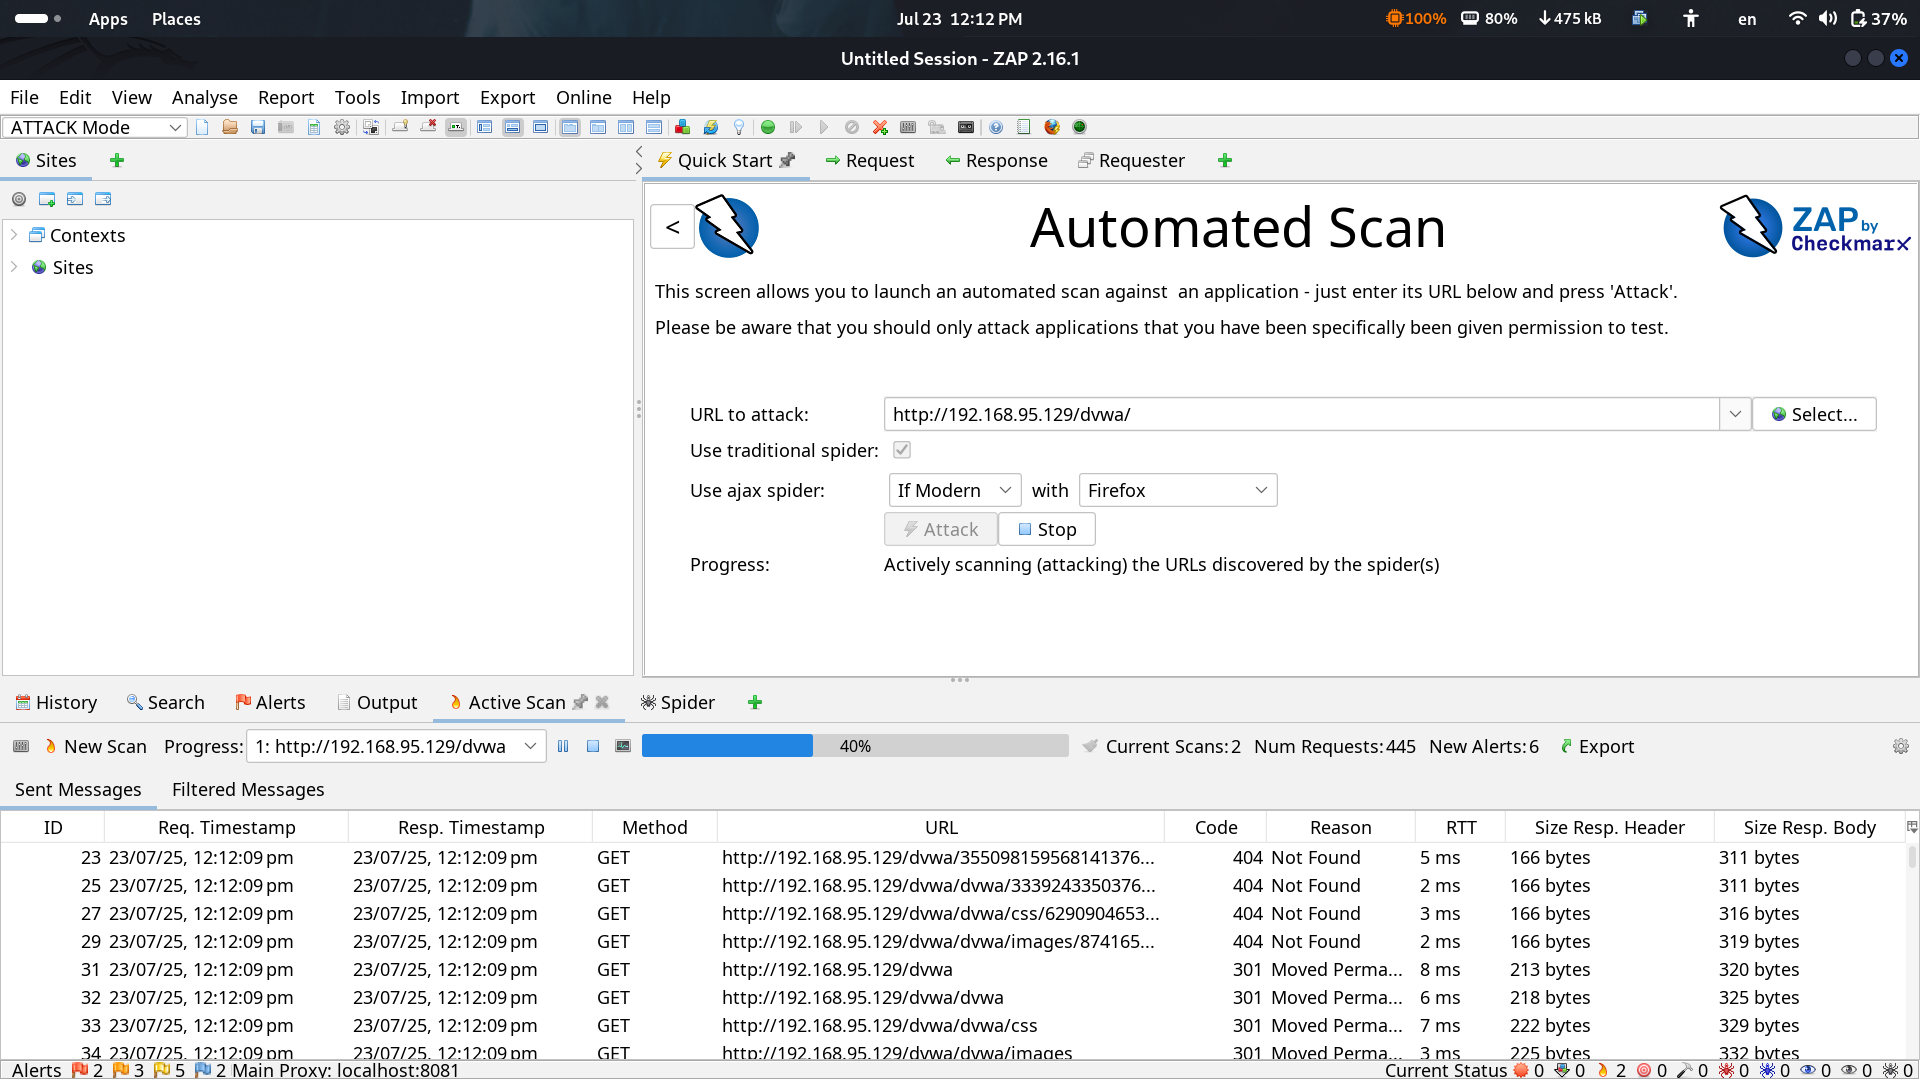 Apps Places Jul 23 12:12 PM 100% 80% 475 kB en 37%
Untitled Session - ZAP 2.16.1
File Edit View Analyse Report Tools Import Export Online Help
ATTACK Mode
Sites
Quick Start Request Response Requester
Contexts
Sites
< Automated Scan ZAP by Checkmarx
This screen allows you to launch an automated scan against an application - just enter its URL below and press 'Attack'.
Please be aware that you should only attack applications that you have been specifically been given permission to test.
URL to attack: http://192.168.95.129/dvwa/ Select...
Use traditional spider:
Use ajax spider: If Modern with Firefox
Attack Stop
Progress: Actively scanning (attacking) the URLs discovered by the spider(s)
History Search Alerts Output Active Scan Spider
New Scan Progress: 1: http://192.168.95.129/dvwa 40% Current Scans: 2 Num Requests: 445 New Alerts: 6 Export
Sent Messages Filtered Messages
ID Req. Timestamp Resp. Timestamp Method URL Code Reason RTT Size Resp. Header Size Resp. Body
23 23/07/25, 12:12:09 pm 23/07/25, 12:12:09 pm GET http://192.168.95.129/dvwa/355098159568141376... 404 Not Found 5 ms 166 bytes 311 bytes
25 23/07/25, 12:12:09 pm 23/07/25, 12:12:09 pm GET http://192.168.95.129/dvwa/dvwa/3339243350376... 404 Not Found 2 ms 166 bytes 311 bytes
27 23/07/25, 12:12:09 pm 23/07/25, 12:12:09 pm GET http://192.168.95.129/dvwa/dvwa/css/6290904653... 404 Not Found 3 ms 166 bytes 316 bytes
29 23/07/25, 12:12:09 pm 23/07/25, 12:12:09 pm GET http://192.168.95.129/dvwa/dvwa/images/874165... 404 Not Found 2 ms 166 bytes 319 bytes
31 23/07/25, 12:12:09 pm 23/07/25, 12:12:09 pm GET http://192.168.95.129/dvwa 301 Moved Perma... 8 ms 213 bytes 320 bytes
32 23/07/25, 12:12:09 pm 23/07/25, 12:12:09 pm GET http://192.168.95.129/dvwa/dvwa 301 Moved Perma... 6 ms 218 bytes 325 bytes
33 23/07/25, 12:12:09 pm 23/07/25, 12:12:09 pm GET http://192.168.95.129/dvwa/dvwa/css 301 Moved Perma... 7 ms 222 bytes 329 bytes
34 23/07/25, 12:12:09 pm 23/07/25, 12:12:09 pm GET http://192.168.95.129/dvwa/dvwa/images 301 Moved Perma... 3 ms 225 bytes 332 bytes
Alerts 2 3 5 2 Main Proxy: localhost:8081 Current Status 0 0 2 0 0 0 0 0 0 0